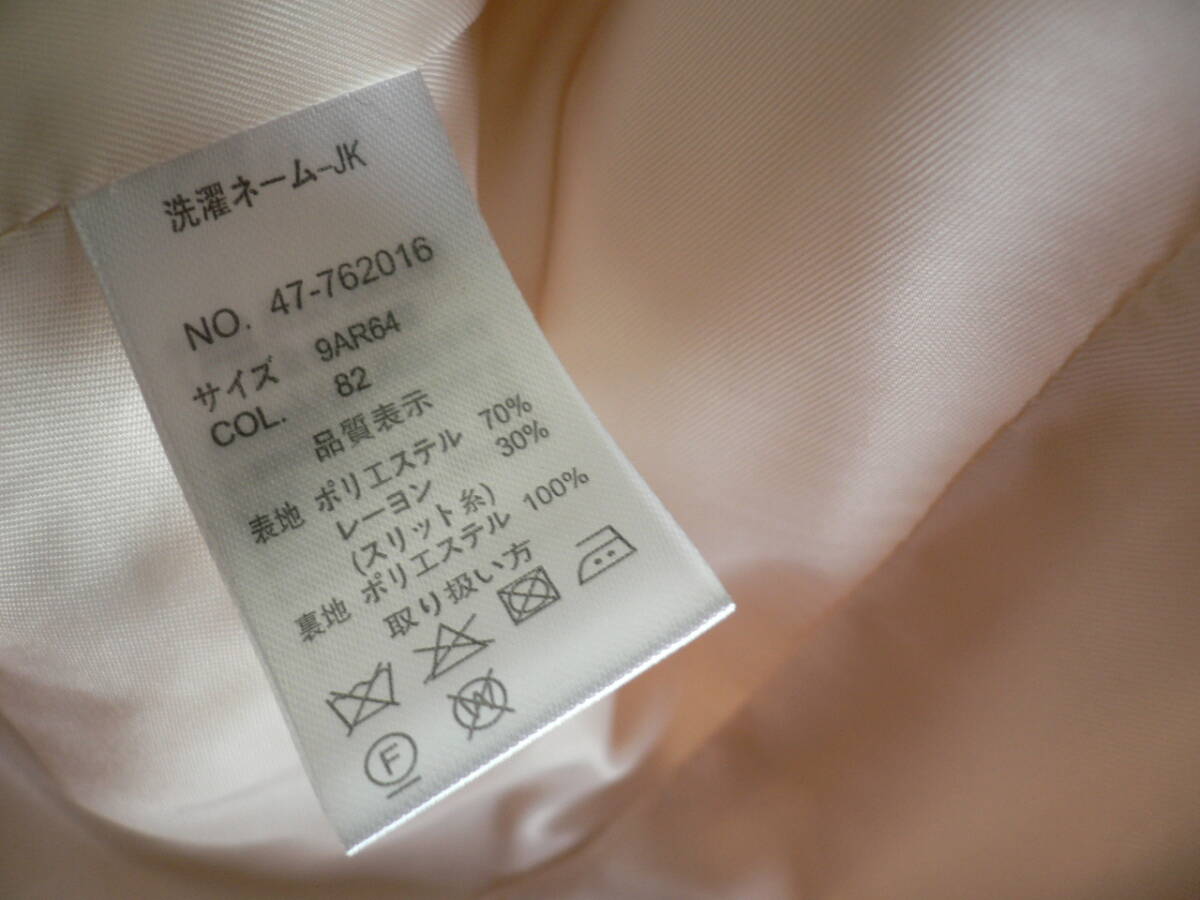 洗濯ネーム-JK
NO. 47-762016
サイズ 9AR64
COL. 82
品質表示
表地 ポリエステル 70%
レーヨン 30%
(スリット糸)
裏地 ポリエステル 100%
取り扱い方
W
F